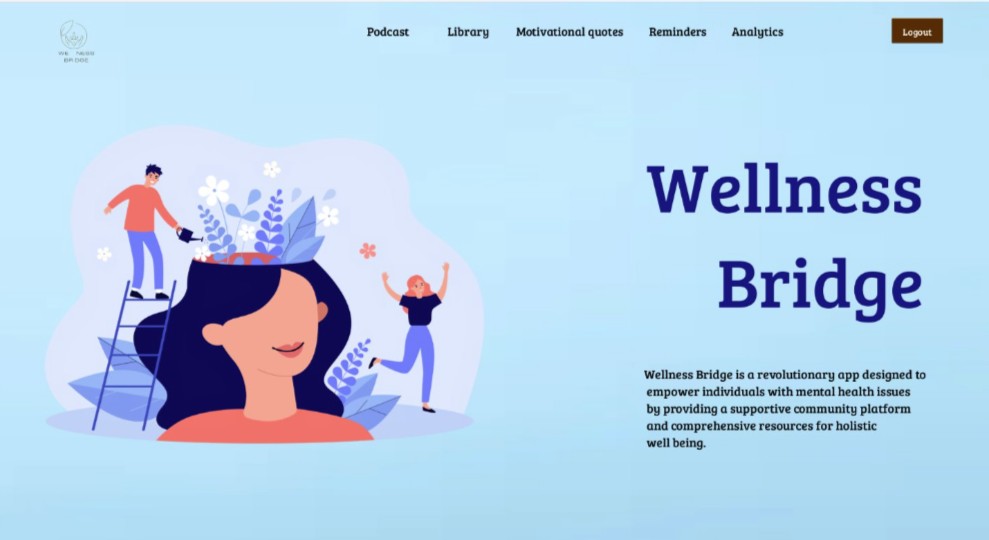 Podcast Library Motivational quotes Reminders Analytics Logout
BRIDGE
Wellness
Bridge
Wellness Bridge is a revolutionary app designed to
empower individuals with mental health issues
by providing a supportive community platform
and comprehensive resources for holistic
well being.